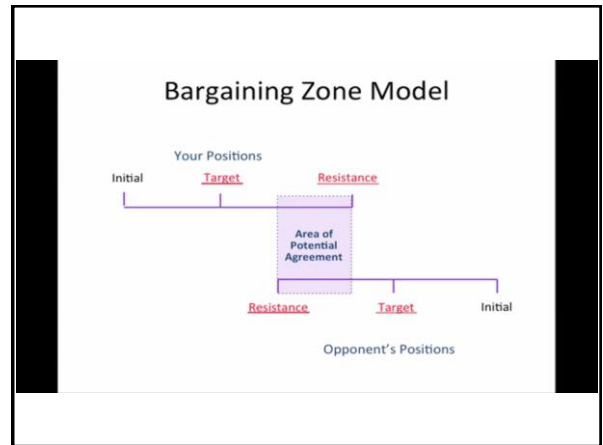 Bargaining Zone Model
Your Positions
Initial Target Resistance
Area of
Potential
Agreement
Resistance Target Initial
Opponent's Positions